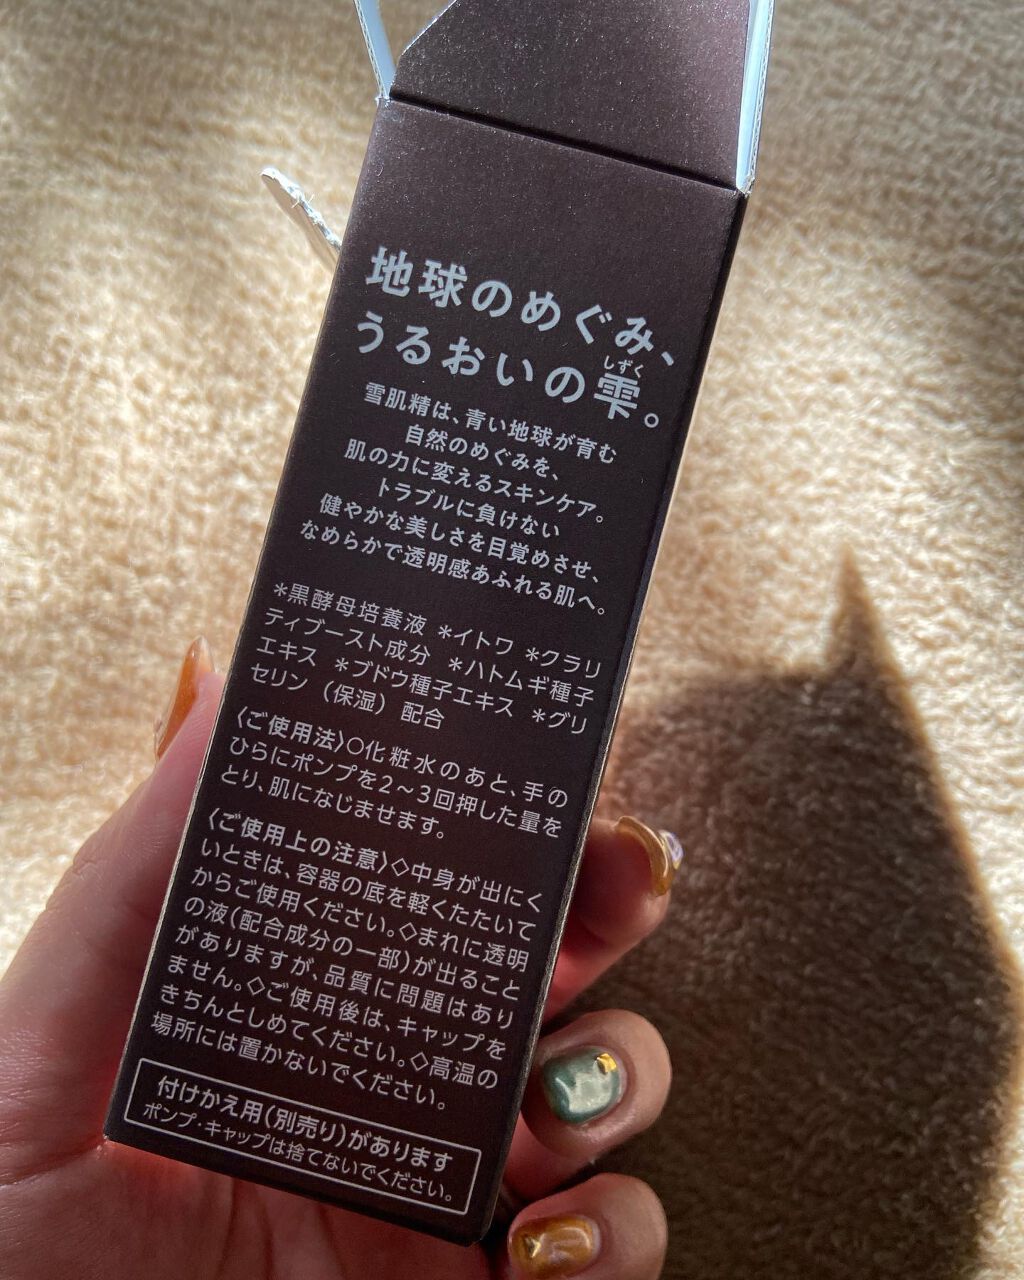 地球のめぐみ、
うるおいの雫。
しずく
雪肌精は、青い地球が育む
自然のめぐみを、
肌の力に変えるスキンケア。
トラブルに負けない
健やかな美しさを目覚めさせ、
なめらかで透明感あふれる肌へ。
*黒酵母培養液 *イトワ *クラリ
ティブースト成分 *ハトムギ種子
エキス *ブドウ種子エキス *グリ
セリン (保湿) 配合
〈ご使用法〉○化粧水のあと、手の
ひらにポンプを2～3回押した量を
とり、肌になじませます。
〈ご使用上の注意〉◇中身が出にく
いときは、容器の底を軽くたたいて
からご使用ください。◇まれに透明
の液(配合成分の一部)が出ること
がありますが、品質に問題はあり
ません。◇ご使用後は、キャップを
きちんとしめてください。◇高温の
場所には置かないでください。
付けかえ用(別売り)があります
ポンプ・キャップは捨てないでください。